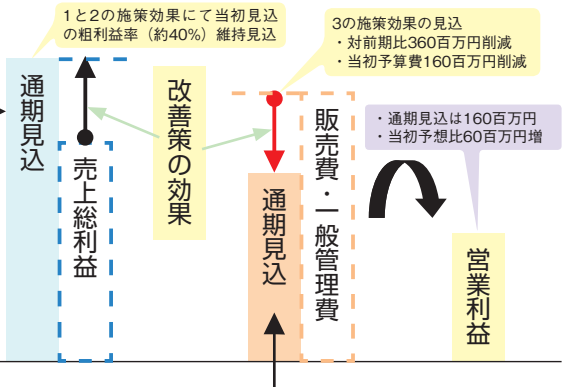 1と2の施策効果にて当初見込
の粗利益率（約40%）維持見込
3の施策効果の見込
・対前期比360百万円削減
・当初予算費160百万円削減
・通期見込は160百万円
・当初予想比60百万円増
通期見込
売上総利益
改善策の効果
通期見込
販売費・一般管理費
営業利益